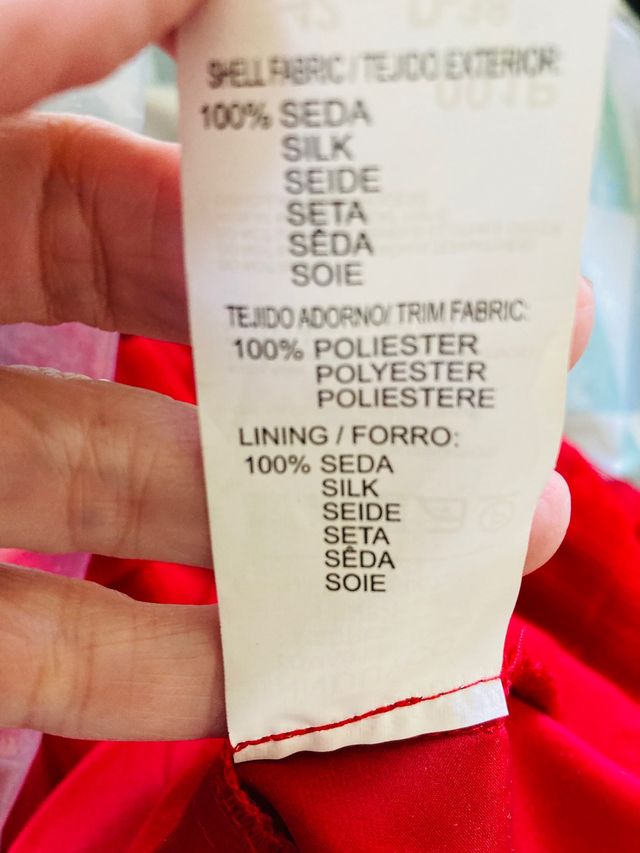 SHELL FABRIC / TEJIDO EXTERIOR:
100% SEDA
SILK
SEIDE
SETA
SÊDA
SOIE
TEJIDO ADORNO/ TRIM FABRIC:
100% POLIESTER
POLYESTER
POLIESTERE
LINING / FORRO:
100% SEDA
SILK
SEIDE
SETA
SÊDA
SOIE